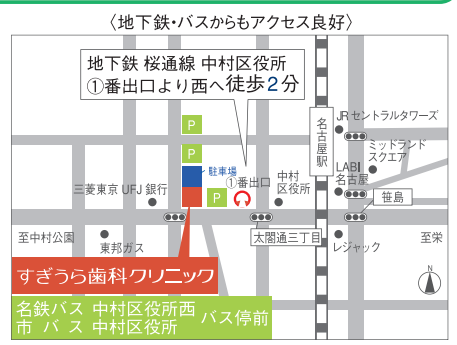 〈地下鉄・バスからもアクセス良好〉
地下鉄 桜通線 中村区役所
①番出口より西へ徒歩2分
P
P
駐車場
P
①番出口
中村
区役所
三菱東京UFJ 銀行
名古屋駅
JRセントラルタワーズ
ミッドランド
スクエア
LABI
名古屋
笹島
至中村公園
東邦ガス
太閤通三丁目
レジャック
至栄
すぎうら歯科クリニック
名鉄バス 中村区役所西
市バス 中村区役所
バス停前
N